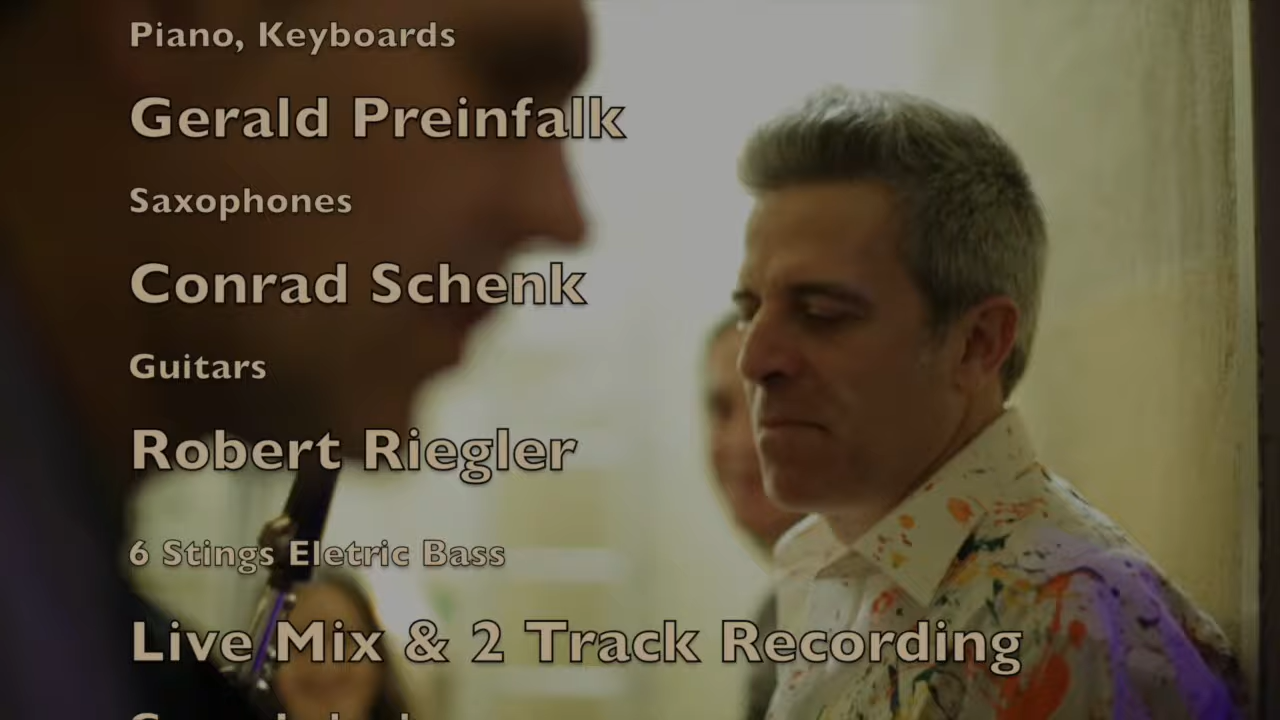 Piano, Keyboards
Gerald Preinfalk
Saxophones
Conrad Schenk
Guitars
Robert Riegler
6 Stings Eletric Bass
Live Mix & 2 Track Recording